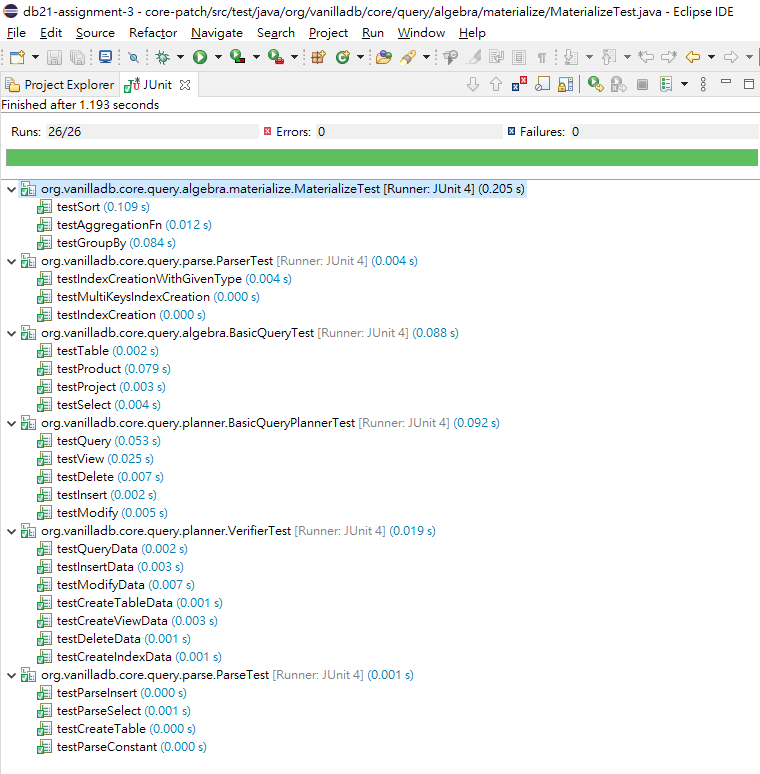 db21-assignment-3 - core-patch/src/test/java/org/vanilladb/core/query/algebra/materialize/MaterializeTest.java - Eclipse IDE
File Edit Source Refactor Navigate Search Project Run Window Help
Project Explorer JUnit
Finished after 1.193 seconds
Runs: 26/26 Errors: 0 Failures: 0
org.vanilladb.core.query.algebra.materialize.MaterializeTest [Runner: JUnit 4] (0.205 s)
testSort (0.109 s)
testAggregationFn (0.012 s)
testGroupBy (0.084 s)
org.vanilladb.core.query.parse.ParserTest [Runner: JUnit 4] (0.004 s)
testIndexCreationWithGivenType (0.004 s)
testMultiKeysIndexCreation (0.000 s)
testIndexCreation (0.000 s)
org.vanilladb.core.query.algebra.BasicQueryTest [Runner: JUnit 4] (0.088 s)
testTable (0.002 s)
testProduct (0.079 s)
testProject (0.003 s)
testSelect (0.004 s)
org.vanilladb.core.query.planner.BasicQueryPlannerTest [Runner: JUnit 4] (0.092 s)
testQuery (0.053 s)
testView (0.025 s)
testDelete (0.007 s)
testInsert (0.002 s)
testModify (0.005 s)
org.vanilladb.core.query.planner.VerifierTest [Runner: JUnit 4] (0.019 s)
testQueryData (0.002 s)
testInsertData (0.003 s)
testModifyData (0.007 s)
testCreateTableData (0.001 s)
testCreateViewData (0.003 s)
testDeleteData (0.001 s)
testCreateIndexData (0.001 s)
org.vanilladb.core.query.parse.ParseTest [Runner: JUnit 4] (0.001 s)
testParseInsert (0.000 s)
testParseSelect (0.001 s)
testCreateTable (0.000 s)
testParseConstant (0.000 s)